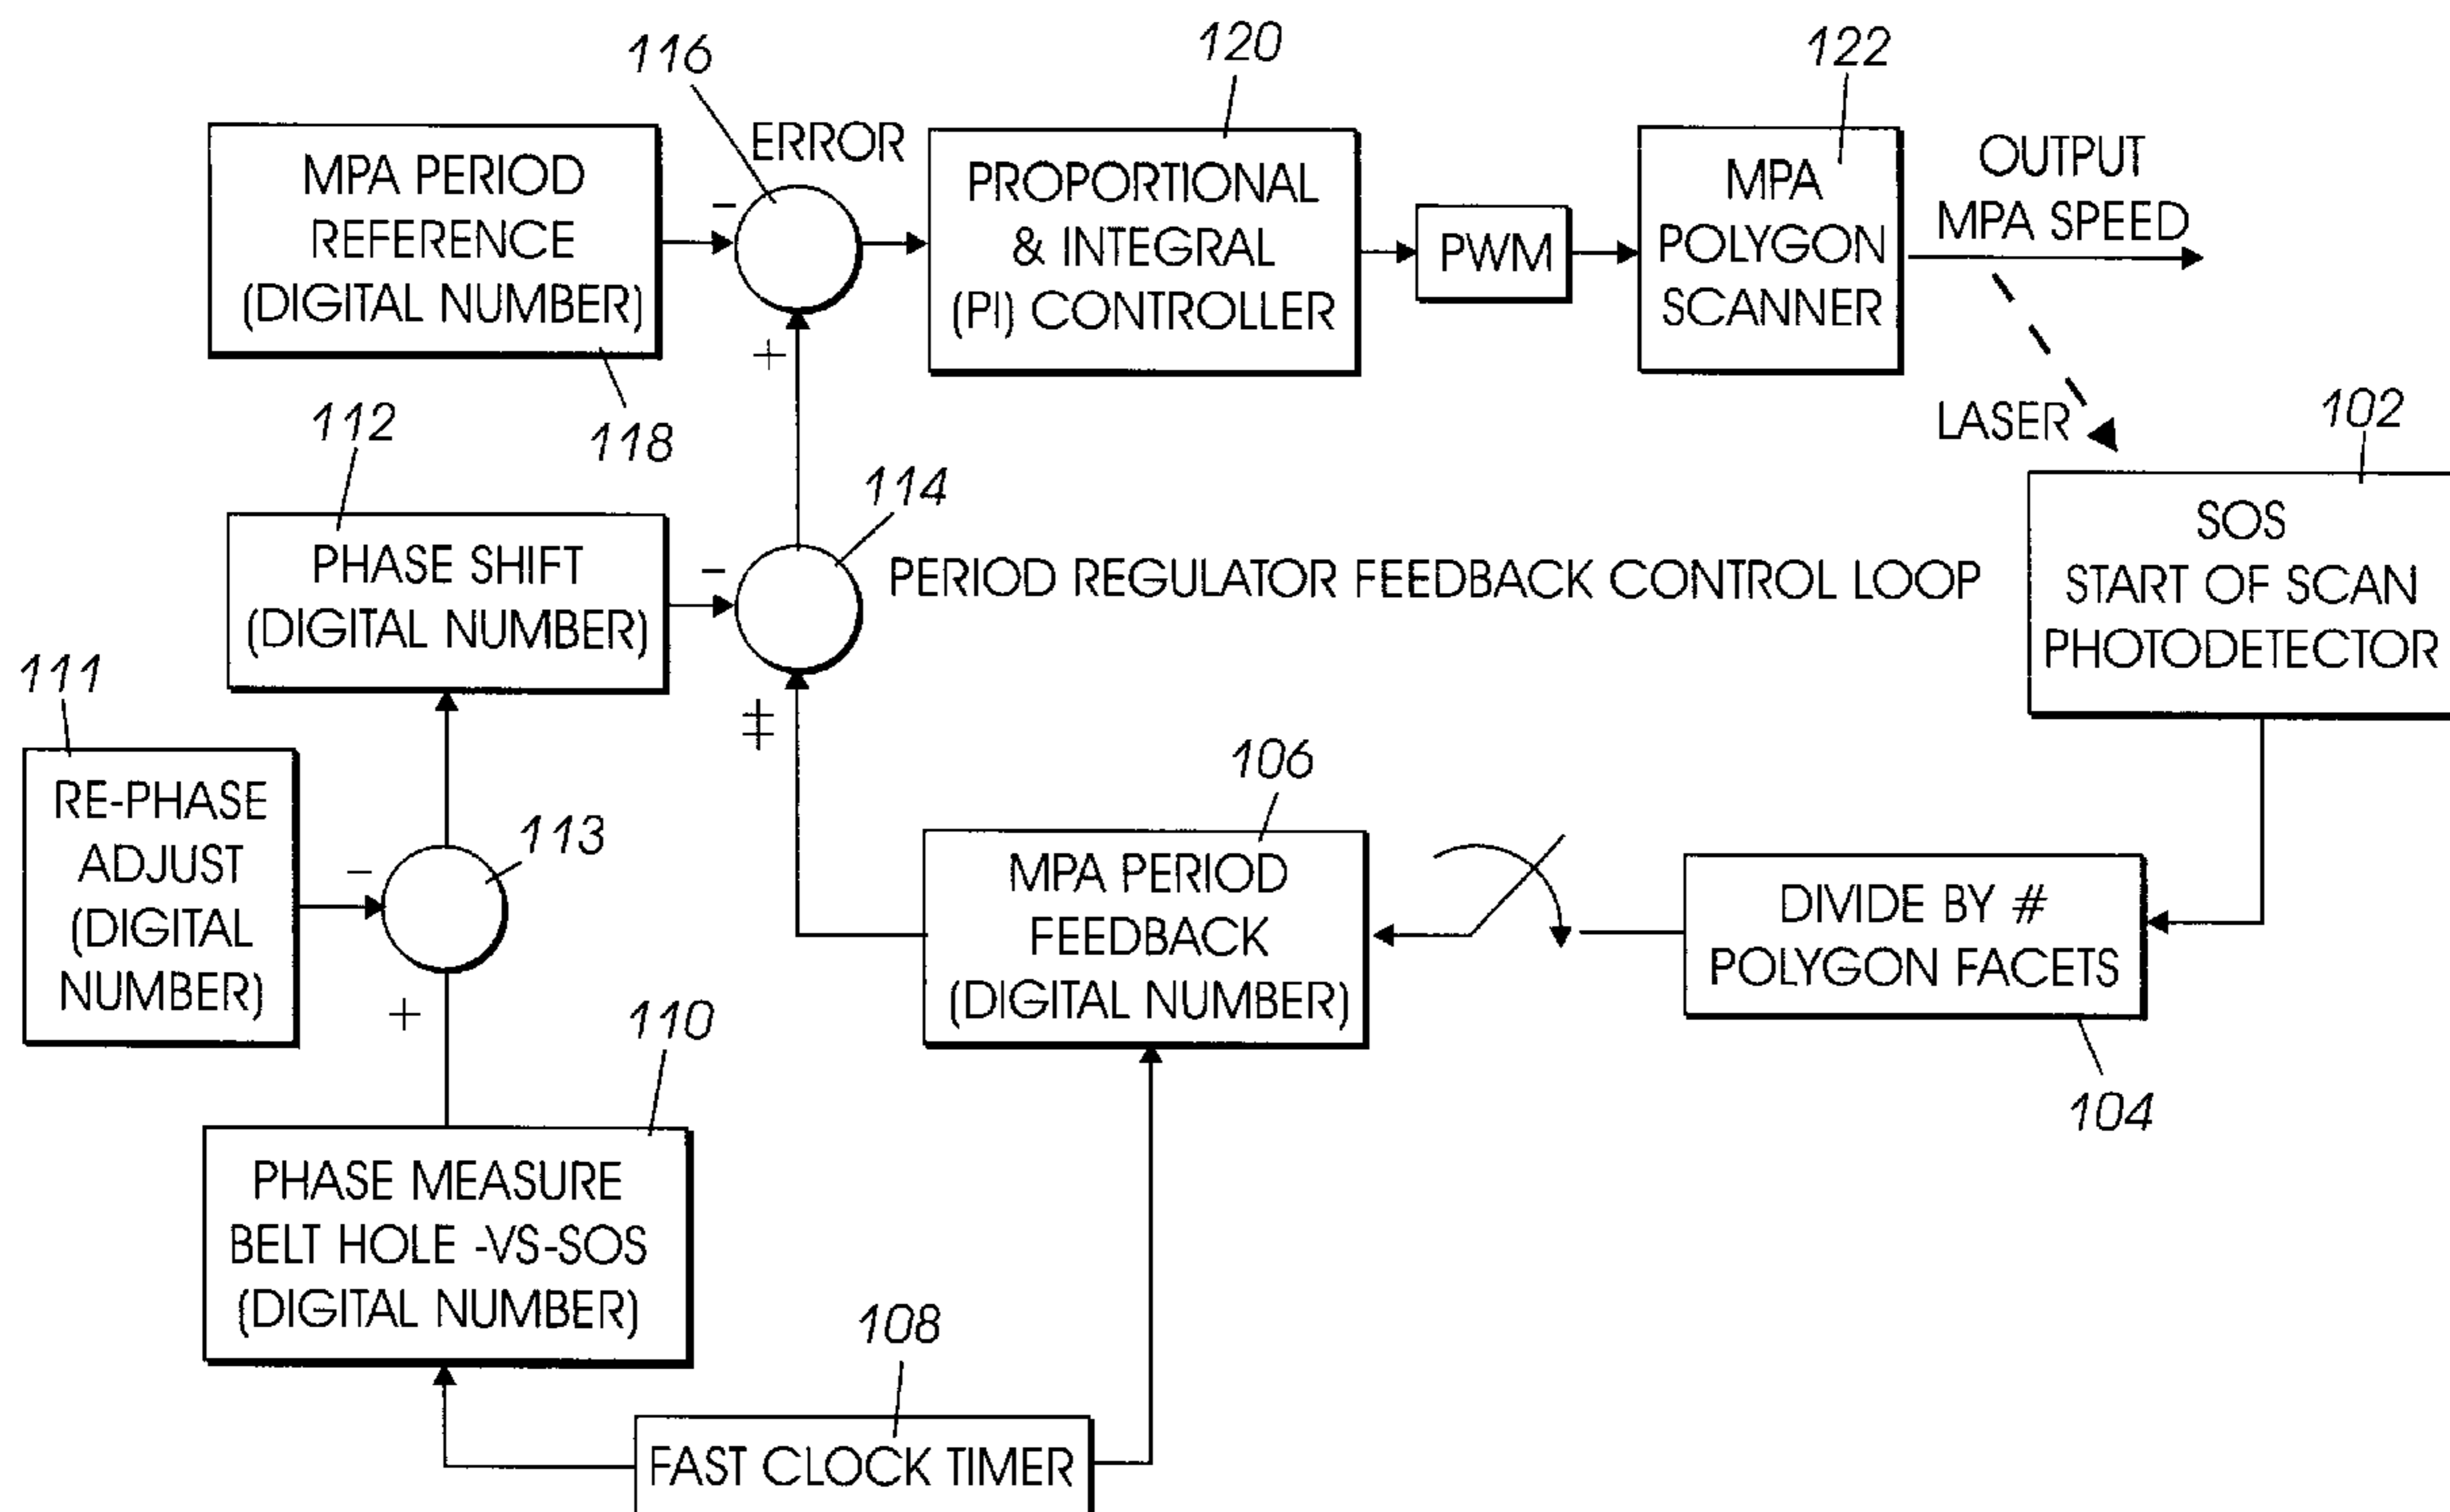 116
120
122
ERROR
MPA PERIOD
REFERENCE
(DIGITAL NUMBER)
-
+
118
PROPORTIONAL
& INTEGRAL
(PI) CONTROLLER
PWM
MPA
POLYGON
SCANNER
OUTPUT
MPA SPEED
LASER
102
SOS
START OF SCAN
PHOTODETECTOR
112
PHASE SHIFT
(DIGITAL NUMBER)
-
114
PERIOD REGULATOR FEEDBACK CONTROL LOOP
‡
111
RE-PHASE
ADJUST
(DIGITAL
NUMBER)
-
113
+
106
MPA PERIOD
FEEDBACK
(DIGITAL NUMBER)
DIVIDE BY #
POLYGON FACETS
104
110
PHASE MEASURE
BELT HOLE -VS-SOS
(DIGITAL NUMBER)
108
FAST CLOCK TIMER